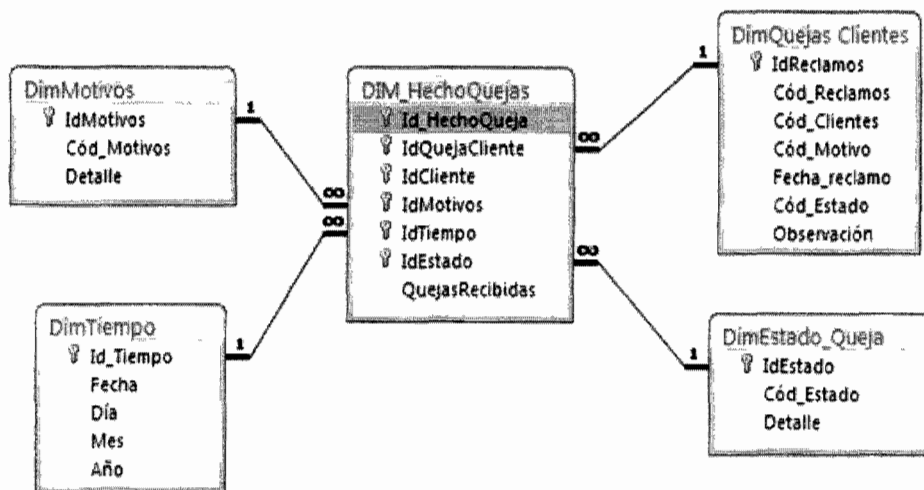 DimMotivos
IdMotivos
Cód_Motivos
Detalle
1
∞
DIM_HechoQuejas
Id_HechoQueja
IdQuejaCliente
IdCliente
IdMotivos
IdTiempo
IdEstado
QuejasRecibidas
∞
1
DimQuejas Clientes
IdReclamos
Cód_Reclamos
Cód_Clientes
Cód_Motivo
Fecha_reclamo
Cód_Estado
Observación
DimTiempo
Id_Tiempo
Fecha
Día
Mes
Año
1
∞
∞
1
DimEstado_Queja
IdEstado
Cód_Estado
Detalle